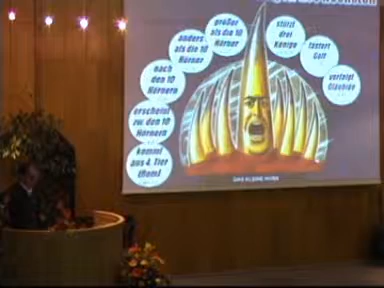 kommt
aus 4. Tier
(Rom)
erscheint
zw. den 10
Hörnern
nach
den 10
Hörnern
anders
als die 10
Hörner
größer
als die 10
Hörner
stürzt
drei
Könige
lästert
Gott
verfolgt
Gläubige
DAS KLEINE HORN